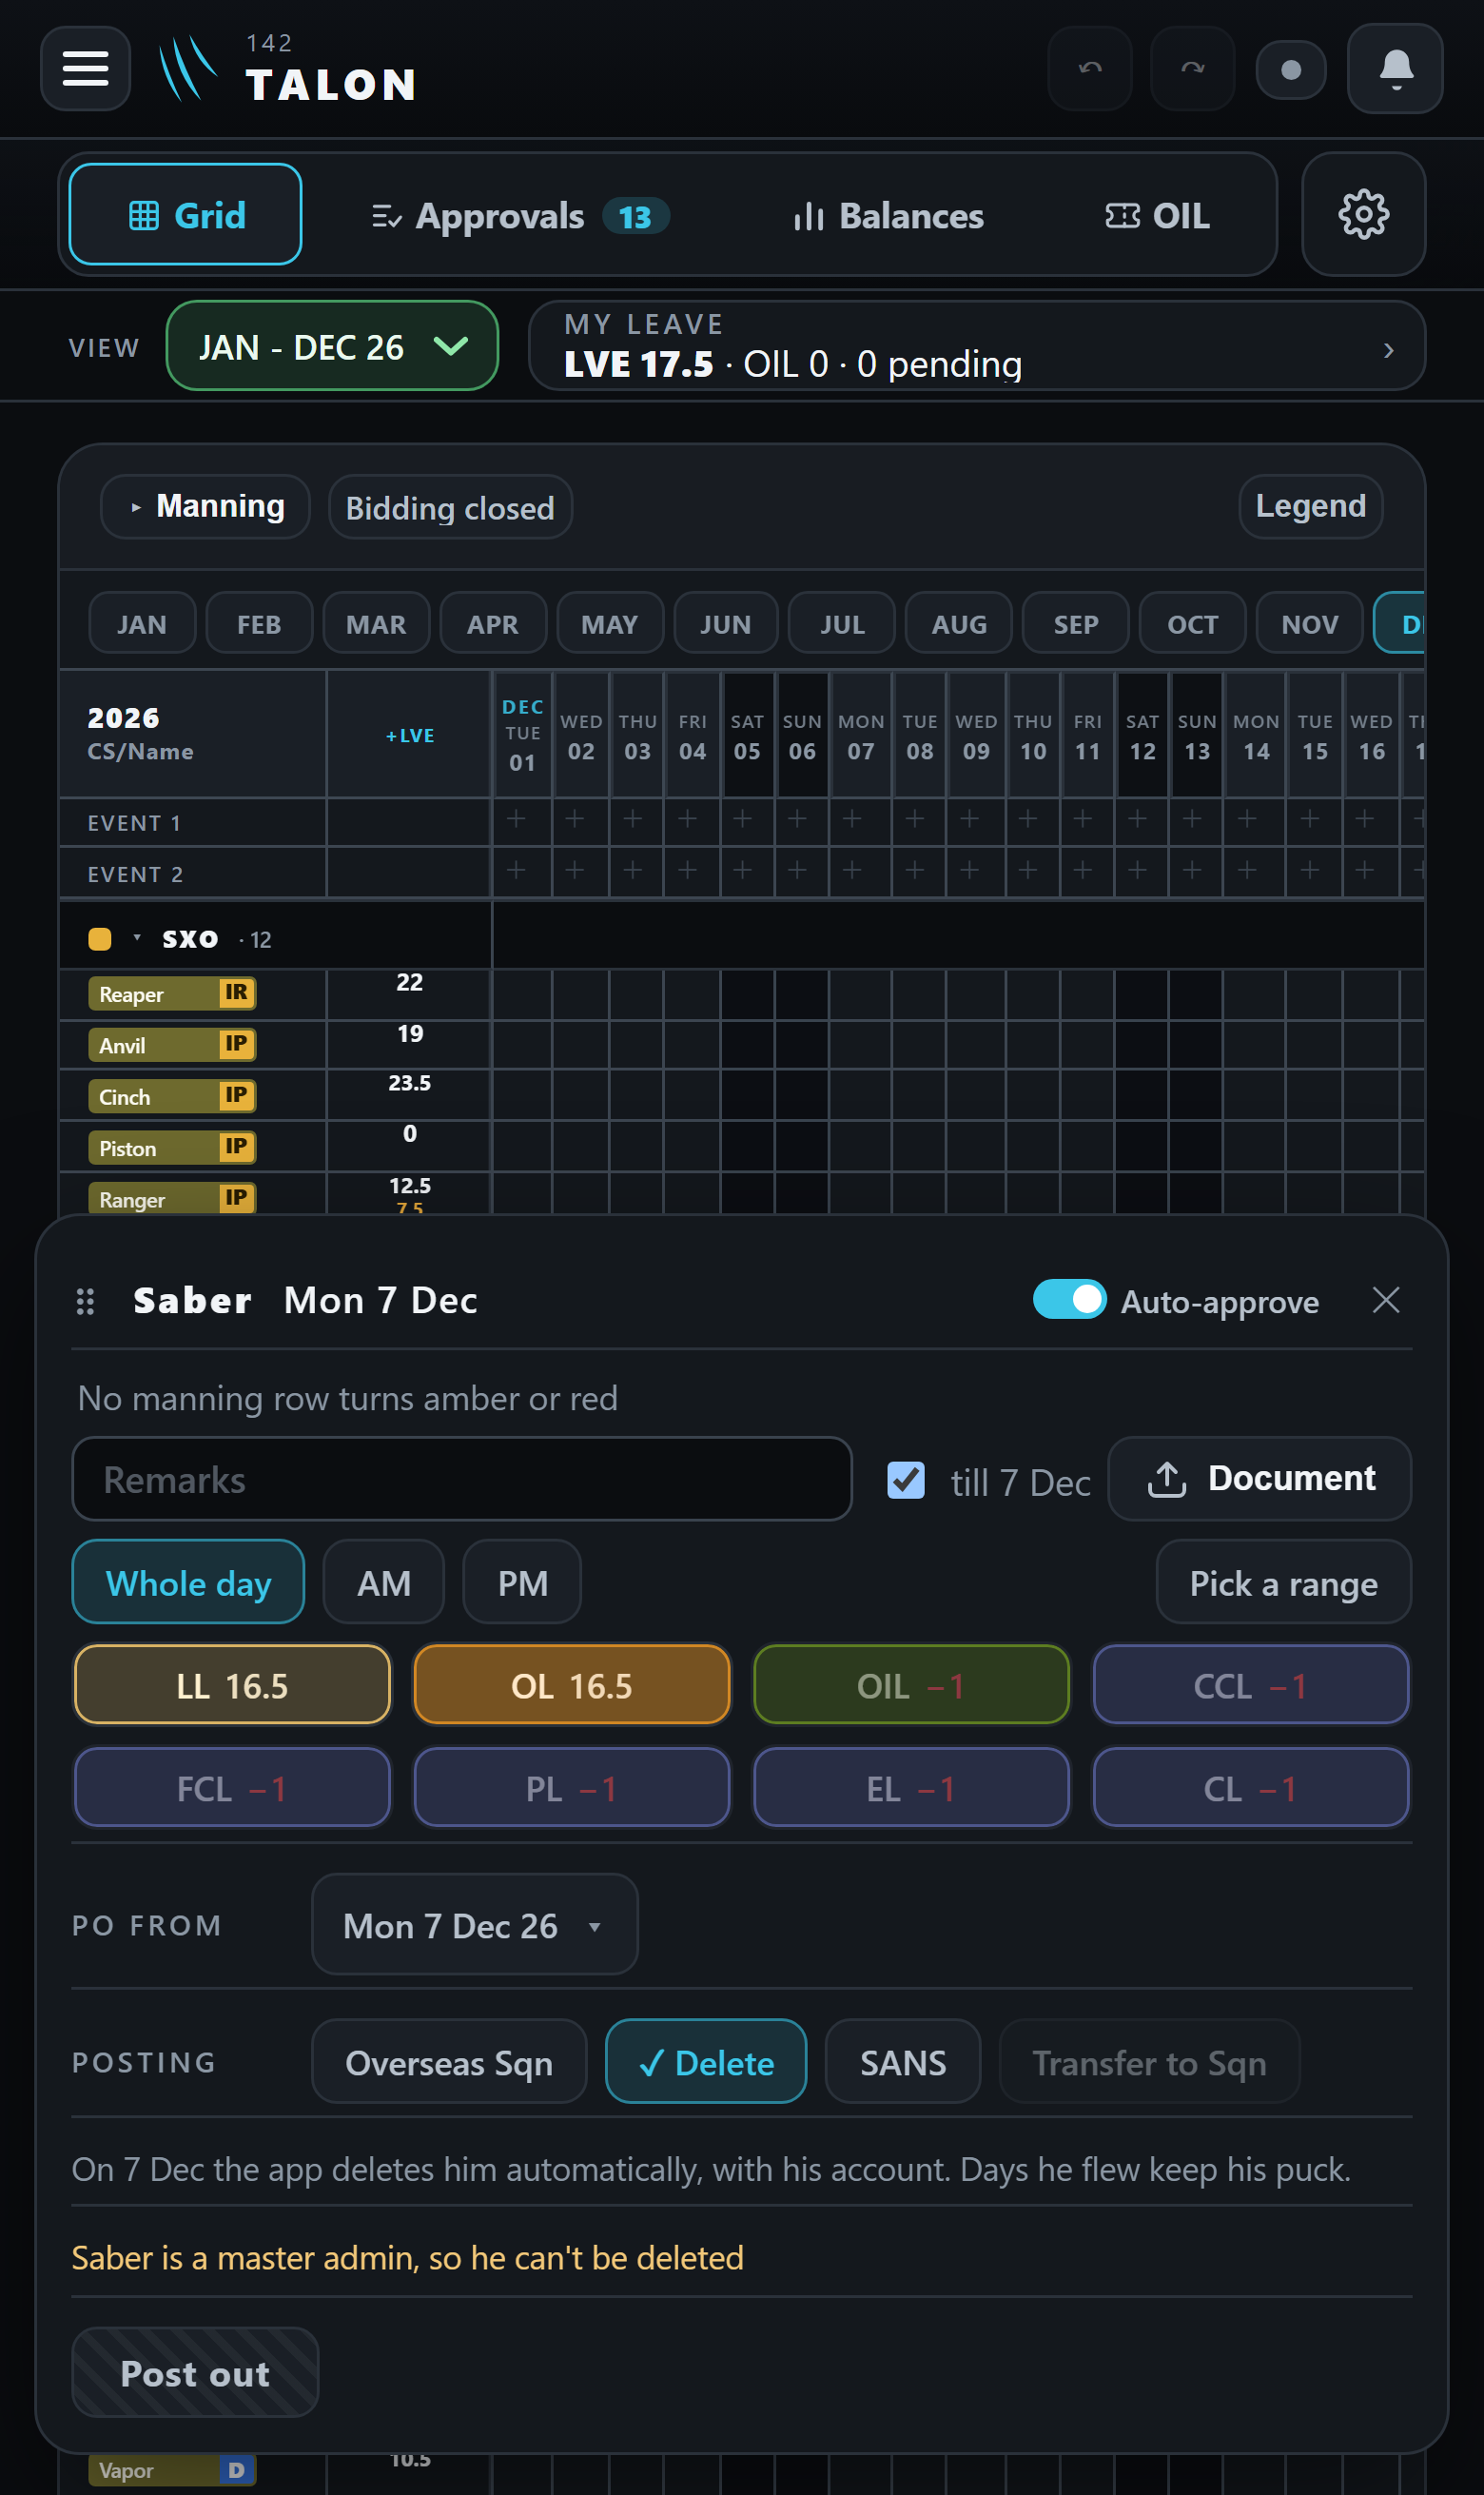 142
TALON
Grid
Approvals 13
Balances
OIL
VIEW
JAN - DEC 26
MY LEAVE
LVE 17.5 · OIL 0 · 0 pending
Manning
Bidding closed
Legend
JAN FEB MAR APR MAY JUN JUL AUG SEP OCT NOV
2026
CS/Name
+LVE
DEC
TUE WED THU FRI SAT SUN MON TUE WED THU FRI SAT SUN MON TUE WED
01 02 03 04 05 06 07 08 09 10 11 12 13 14 15 16
EVENT 1
EVENT 2
SXO · 12
Reaper IR 22
Anvil IP 19
Cinch IP 23.5
Piston IP 0
Ranger IP 12.5
7.5
Saber Mon 7 Dec
Auto-approve
No manning row turns amber or red
Remarks
till 7 Dec
Document
Whole day AM PM
Pick a range
LL 16.5 OL 16.5 OIL −1 CCL −1
FCL −1 PL −1 EL −1 CL −1
PO FROM Mon 7 Dec 26
POSTING Overseas Sqn ✓ Delete SANS Transfer to Sqn
On 7 Dec the app deletes him automatically, with his account. Days he flew keep his puck.
Saber is a master admin, so he can't be deleted
Post out
Vapor D 10.5